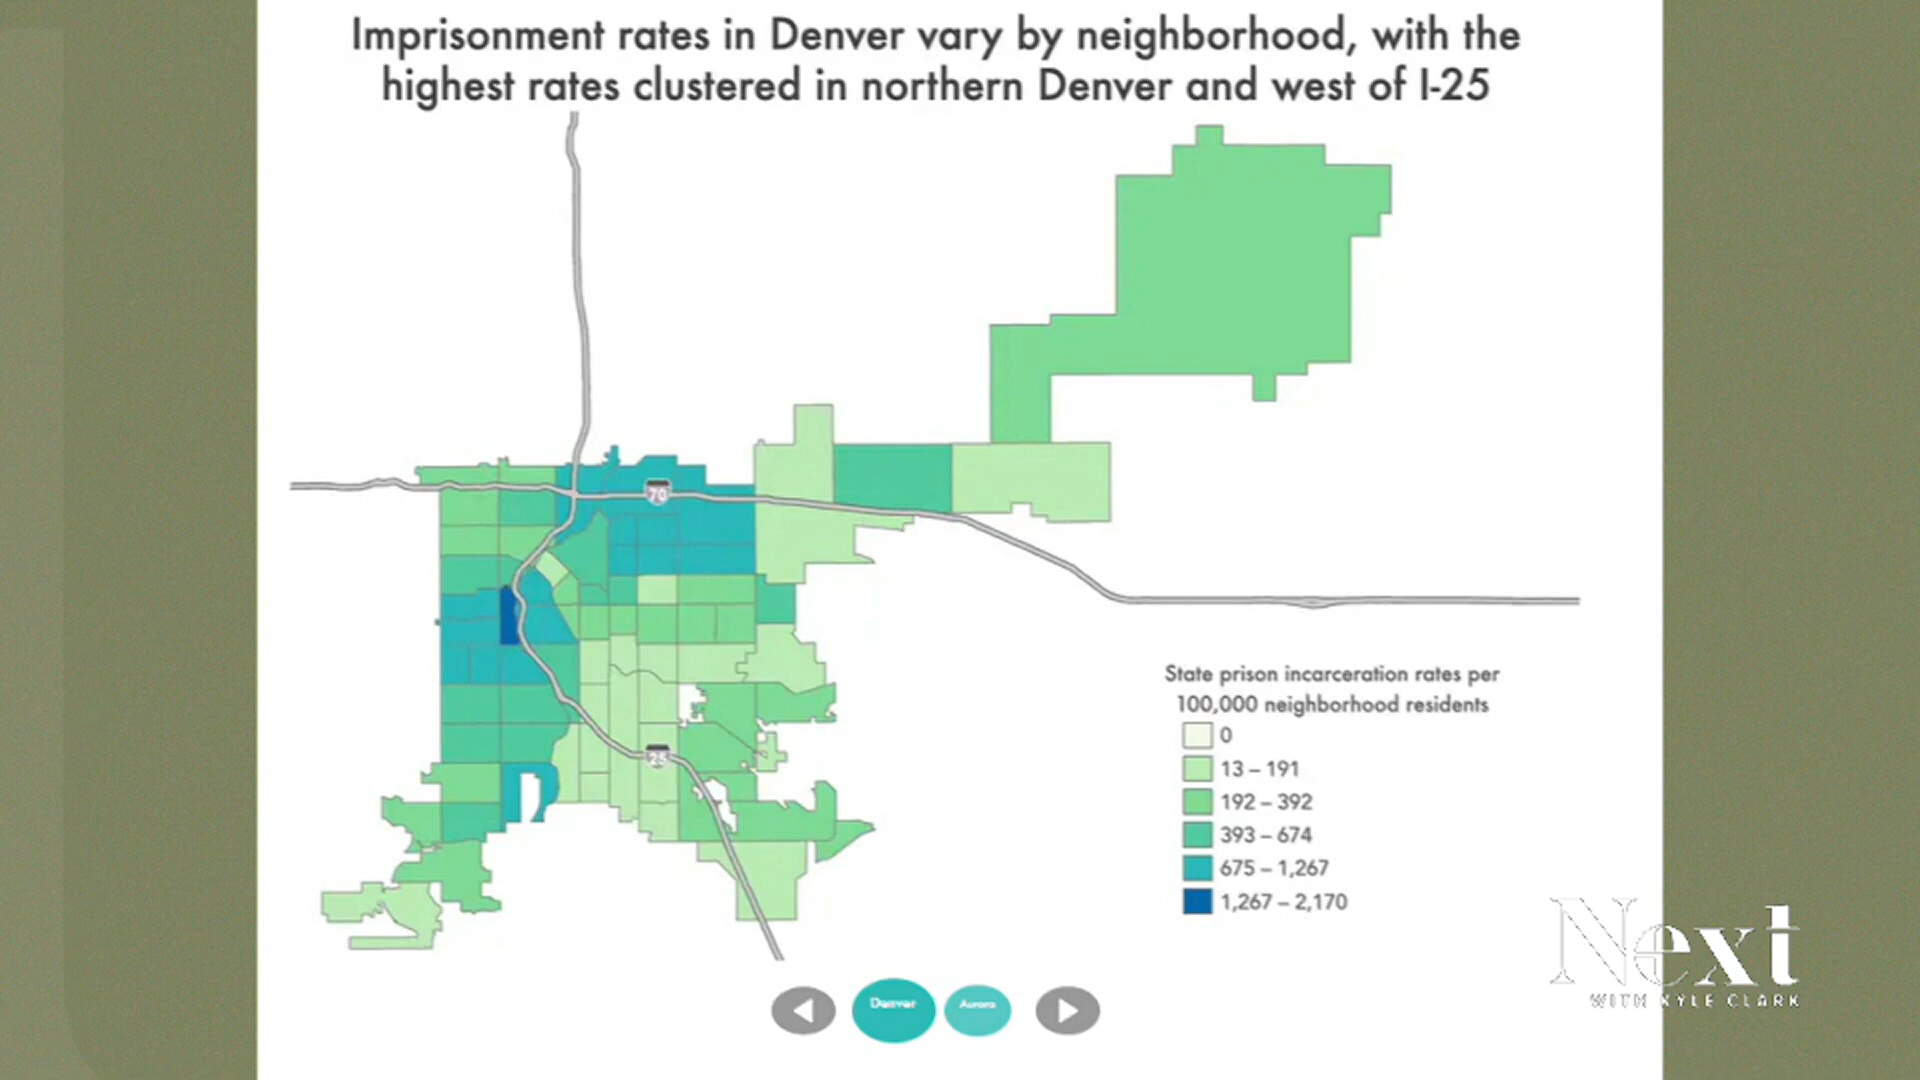 Imprisonment rates in Denver vary by neighborhood, with the
highest rates clustered in northern Denver and west of I-25
70
25
State prison incarceration rates per
100,000 neighborhood residents
0
13 – 191
192 – 392
393 – 674
675 – 1,267
1,267 – 2,170
Next
WITH KYLE CLARK
Denver
Aurora